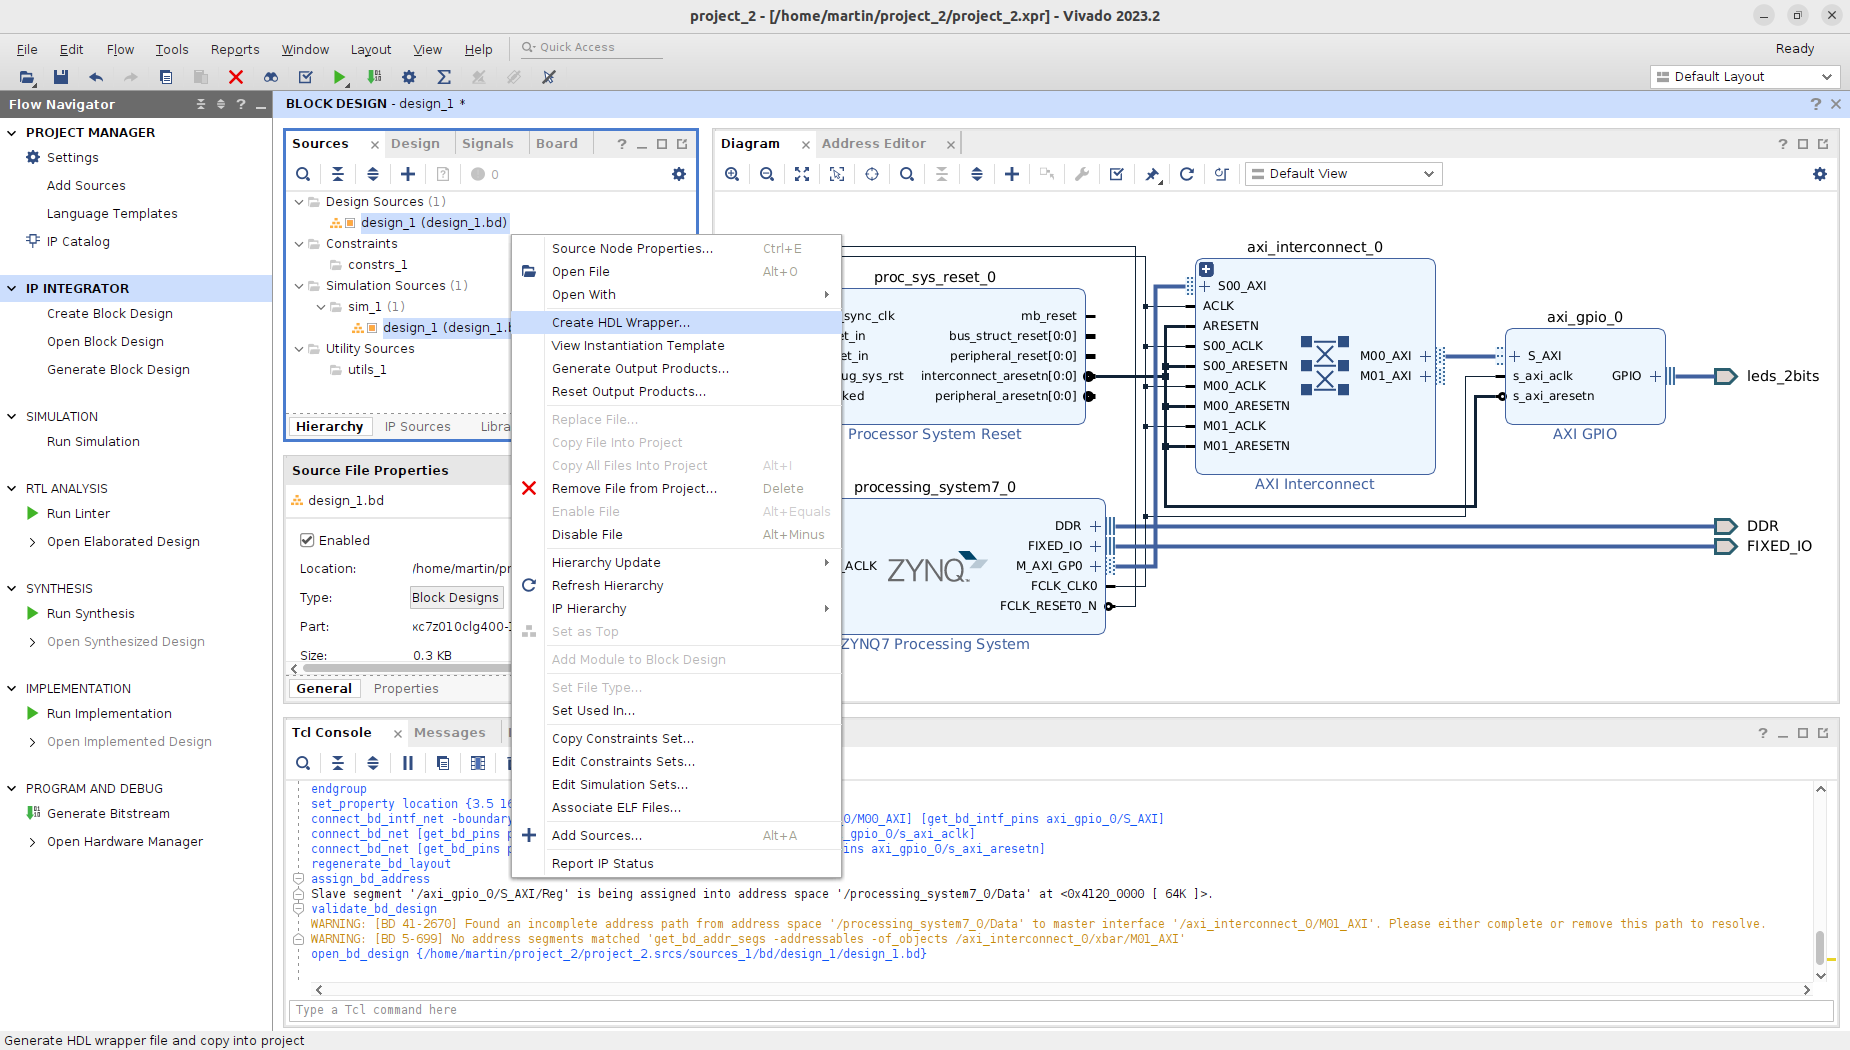 project_2 - [/home/martin/project_2/project_2.xpr] - Vivado 2023.2
File Edit Flow Tools Reports Window Layout View Help Quick Access Ready
Default Layout
Flow Navigator
PROJECT MANAGER
Settings
Add Sources
Language Templates
IP Catalog
IP INTEGRATOR
Create Block Design
Open Block Design
Generate Block Design
SIMULATION
Run Simulation
RTL ANALYSIS
Run Linter
Open Elaborated Design
SYNTHESIS
Run Synthesis
Open Synthesized Design
IMPLEMENTATION
Run Implementation
Open Implemented Design
PROGRAM AND DEBUG
Generate Bitstream
Open Hardware Manager
BLOCK DESIGN - design_1 *
Sources Design Signals Board
0
Design Sources (1)
design_1 (design_1.bd)
Constraints
constrs_1
Simulation Sources (1)
sim_1 (1)
design_1 (design_1.b
Utility Sources
utils_1
Hierarchy IP Sources Libra
Source File Properties
design_1.bd
Enabled
Location: /home/martin/pr
Type: Block Designs
Part: xc7z010clg400-1
Size: 0.3 KB
General Properties
Source Node Properties... Ctrl+E
Open File Alt+O
Open With
Create HDL Wrapper...
View Instantiation Template
Generate Output Products...
Reset Output Products...
Replace File...
Copy File Into Project
Copy All Files Into Project Alt+I
Remove File from Project... Delete
Enable File Alt+Equals
Disable File Alt+Minus
Hierarchy Update
Refresh Hierarchy
IP Hierarchy
Set as Top
Add Module to Block Design
Set File Type...
Set Used In...
Copy Constraints Set...
Edit Constraints Sets...
Edit Simulation Sets...
Associate ELF Files...
Add Sources... Alt+A
Report IP Status
Diagram Address Editor
Default View
proc_sys_reset_0
_sync_clk mb_reset
et_in bus_struct_reset[0:0]
et_in peripheral_reset[0:0]
ug_sys_rst interconnect_aresetn[0:0]
ked peripheral_aresetn[0:0]
Processor System Reset
processing_system7_0
DDR
FIXED_IO
_ACLK ZYNQ M_AXI_GP0
FCLK_CLK0
FCLK_RESET0_N
ZYNQ7 Processing System
axi_interconnect_0
S00_AXI
ACLK
ARESETN
S00_ACLK
S00_ARESETN
M00_ACLK
M00_ARESETN
M01_ACLK
M01_ARESETN
M00_AXI
M01_AXI
AXI Interconnect
axi_gpio_0
S_AXI
s_axi_aclk GPIO
s_axi_aresetn
AXI GPIO
leds_2bits
DDR
FIXED_IO
Tcl Console Messages
endgroup
set_property location {3.5 16
connect_bd_intf_net -boundary 0/M00_AXI] [get_bd_intf_pins axi_gpio_0/S_AXI]
connect_bd_net [get_bd_pins p _gpio_0/s_axi_aclk]
connect_bd_net [get_bd_pins p ins axi_gpio_0/s_axi_aresetn]
regenerate_bd_layout
assign_bd_address
Slave segment '/axi_gpio_0/S_AXI/Reg' is being assigned into address space '/processing_system7_0/Data' at <0x4120_0000 [ 64K ]>.
validate_bd_design
WARNING: [BD 41-2670] Found an incomplete address path from address space '/processing_system7_0/Data' to master interface '/axi_interconnect_0/M01_AXI'. Please either complete or remove this path to resolve.
WARNING: [BD 5-699] No address segments matched 'get_bd_addr_segs -addressables -of_objects /axi_interconnect_0/xbar/M01_AXI'
open_bd_design {/home/martin/project_2/project_2.srcs/sources_1/bd/design_1/design_1.bd}
Type a Tcl command here
Generate HDL wrapper file and copy into project